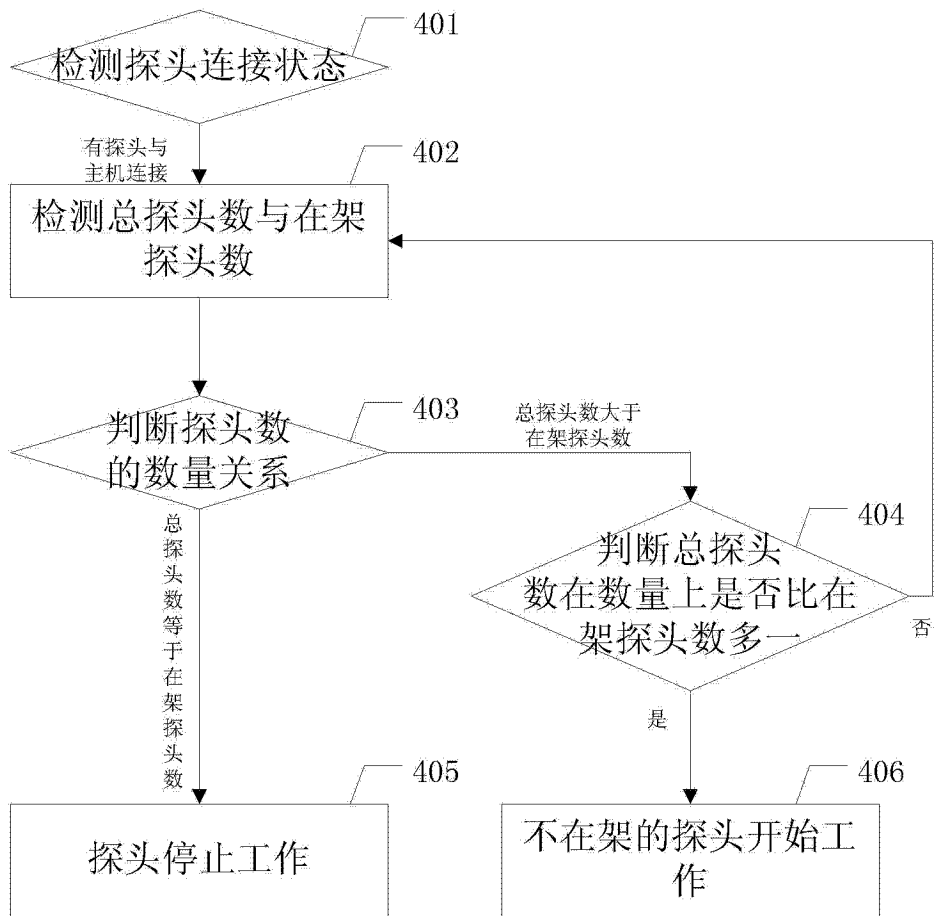 401
检测探头连接状态
有探头与
主机连接
402
检测总探头数与在架
探头数
403
判断探头数
的数量关系
总探头数大于
在架探头数
404
判断总探头
数在数量上是否比在
架探头数多一
否
总探头数等于在架探头数
是
405
探头停止工作
406
不在架的探头开始工
作